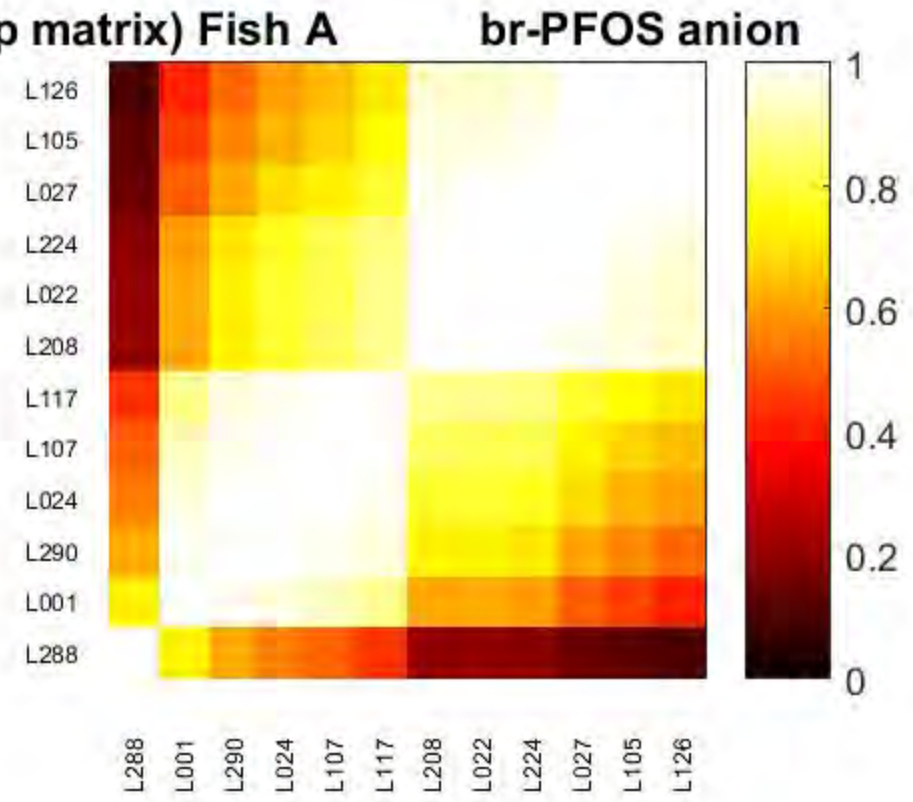 p matrix) Fish A br-PFOS anion
L126
L105
L027
L224
L022
L208
L117
L107
L024
L290
L001
L288
1
0.8
0.6
0.4
0.2
0
L288 L001 L290 L024 L107 L117 L208 L022 L224 L027 L105 L126